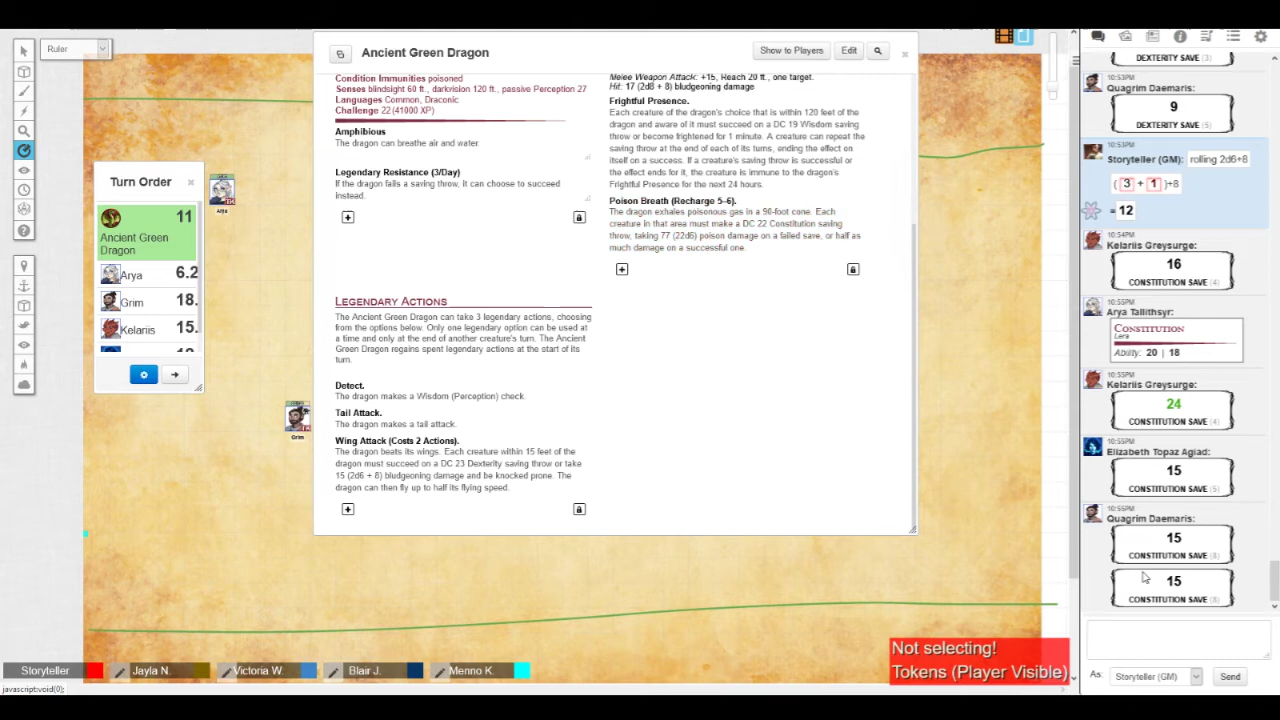 Ruler
Ancient Green Dragon
Show to Players
Edit
Condition Immunities poisoned
Senses blindsight 60 ft., darkvision 120 ft., passive Perception 27
Languages Common, Draconic
Challenge 22 (41000 XP)
Amphibious
The dragon can breathe air and water.
Legendary Resistance (3/Day)
If the dragon fails a saving throw, it can choose to succeed
instead.
Legendary Actions
The Ancient Green Dragon can take 3 legendary actions, choosing
from the options below. Only one legendary option can be used at
a time and only at the end of another creature's turn. The Ancient
Green Dragon regains spent legendary actions at the start of its
turn.
Detect.
The dragon makes a Wisdom (Perception) check.
Tail Attack.
The dragon makes a tail attack.
Wing Attack (Costs 2 Actions).
The dragon beats its wings. Each creature within 15 feet of the
dragon must succeed on a DC 23 Dexterity saving throw or take
15 (2d6 + 8) bludgeoning damage and be knocked prone. The
dragon can then fly up to half its flying speed.
Melee Weapon Attack: +15, Reach 20 ft., one target.
Hit: 17 (2d8 + 8) bludgeoning damage
Frightful Presence.
Each creature of the dragon's choice that is within 120 feet of the
dragon and aware of it must succeed on a DC 19 Wisdom saving
throw or become frightened for 1 minute. A creature can repeat the
saving throw at the end of each of its turns, ending the effect on
itself on a success. If a creature's saving throw is successful or
the effect ends for it, the creature is immune to the dragon's
Frightful Presence for the next 24 hours.
Poison Breath (Recharge 5–6).
The dragon exhales poisonous gas in a 90-foot cone. Each
creature in that area must make a DC 22 Constitution saving
throw, taking 77 (22d6) poison damage on a failed save, or half as
much damage on a successful one.
Turn Order
11
Ancient Green
Dragon
Arya 6.2
Grim 18.
Kelariis 15.
Arya
Grim
DEXTERITY SAVE (3)
10:53PM
Quagrim Daemaris:
9
DEXTERITY SAVE (5)
10:53PM
Storyteller (GM): rolling 2d6+8
(3+1)+8
=12
10:54PM
Kelariis Greysurge:
16
CONSTITUTION SAVE (4)
10:55PM
Arya Tallithsyr:
Constitution
Lera
Ability: 20 | 18
10:55PM
Kelariis Greysurge:
24
CONSTITUTION SAVE (4)
10:55PM
Elizabeth Topaz Agiad:
15
CONSTITUTION SAVE (5)
10:55PM
Quagrim Daemaris:
15
CONSTITUTION SAVE (8)
15
CONSTITUTION SAVE (8)
As: Storyteller (GM) Send
Not selecting!
Tokens (Player Visible)
Storyteller
Jayla N.
Victoria W.
Blair J.
Menno K.
javascript:void(0);